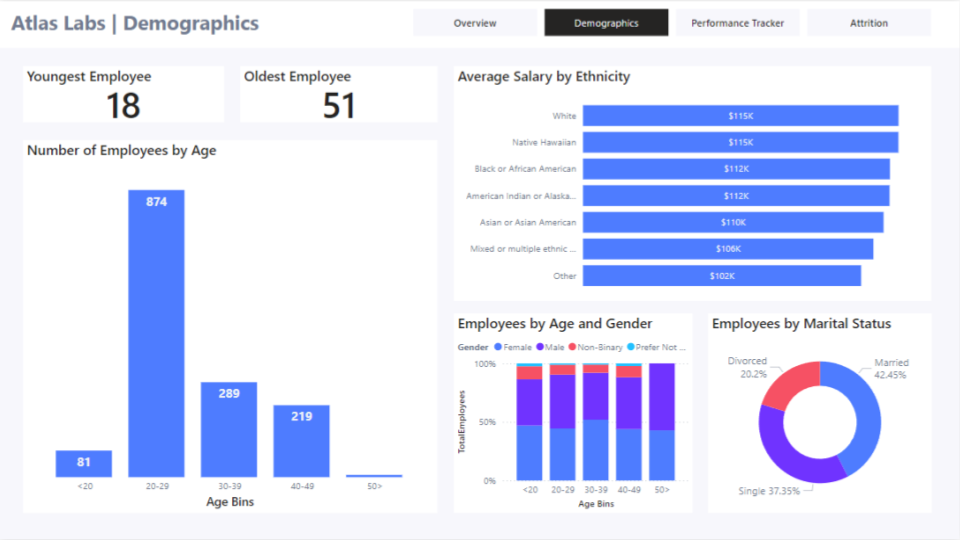 Atlas Labs | Demographics
Overview
Demographics
Performance Tracker
Attrition
Youngest Employee
18
Oldest Employee
51
Number of Employees by Age
874
289
219
81
<20
20-29
30-39
40-49
50>
Age Bins
Average Salary by Ethnicity
White
$115K
Native Hawaiian
$115K
Black or African American
$112K
American Indian or Alaska...
$112K
Asian or Asian American
$110K
Mixed or multiple ethnic ...
$106K
Other
$102K
Employees by Age and Gender
Gender Female Male Non-Binary Prefer Not ...
100%
50%
0%
TotalEmployees
<20
20-29
30-39
40-49
50>
Age Bins
Employees by Marital Status
Divorced
20.2%
Married
42.45%
Single 37.35%